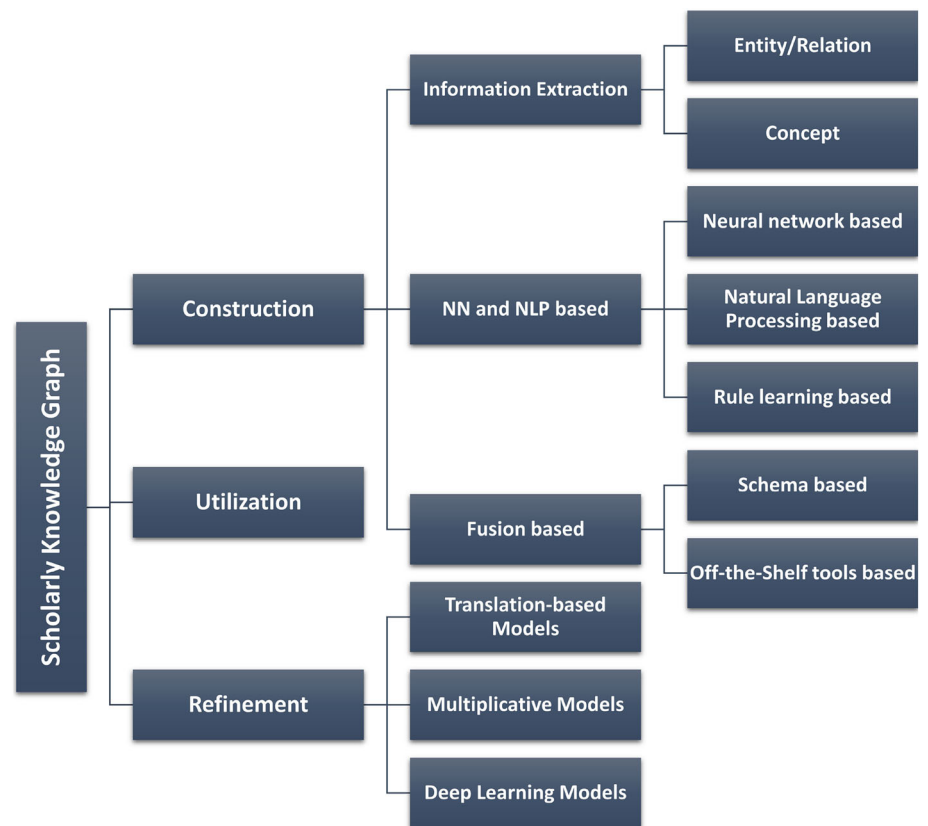 Scholarly Knowledge Graph
Construction
Information Extraction
Entity/Relation
Concept
NN and NLP based
Neural network based
Natural Language
Processing based
Rule learning based
Fusion based
Schema based
Off-the-Shelf tools based
Utilization
Refinement
Translation-based
Models
Multiplicative Models
Deep Learning Models